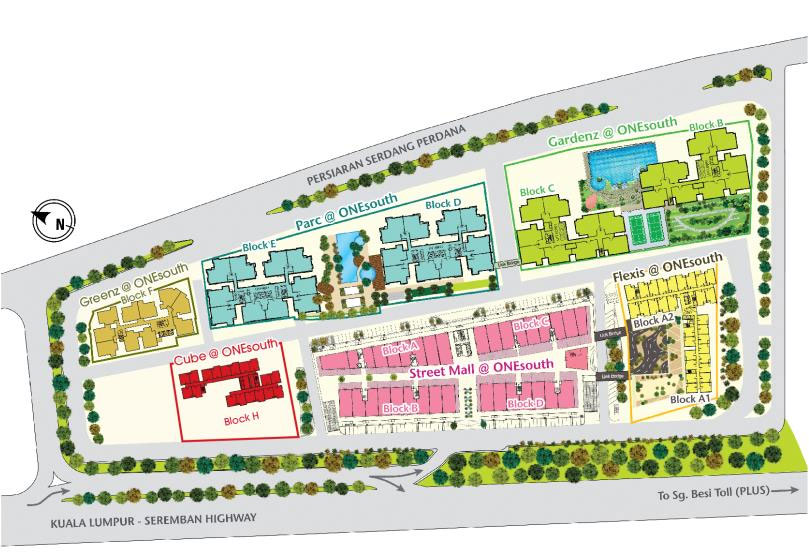 PERSIARAN SERDANG PERDANA
Gardenz @ ONEsouth
Block B
Block C
Parc @ ONEsouth
Block D
Block E
N
Link Bridge
Greenz @ ONEsouth
Block F
Flexis @ ONEsouth
Block A2
Block A1
Cube @ ONEsouth
Block H
Block A
Block C
Street Mall @ ONEsouth
Block B
Block D
Link Bridge
Link Bridge
To Sg. Besi Toll (PLUS)
KUALA LUMPUR - SEREMBAN HIGHWAY